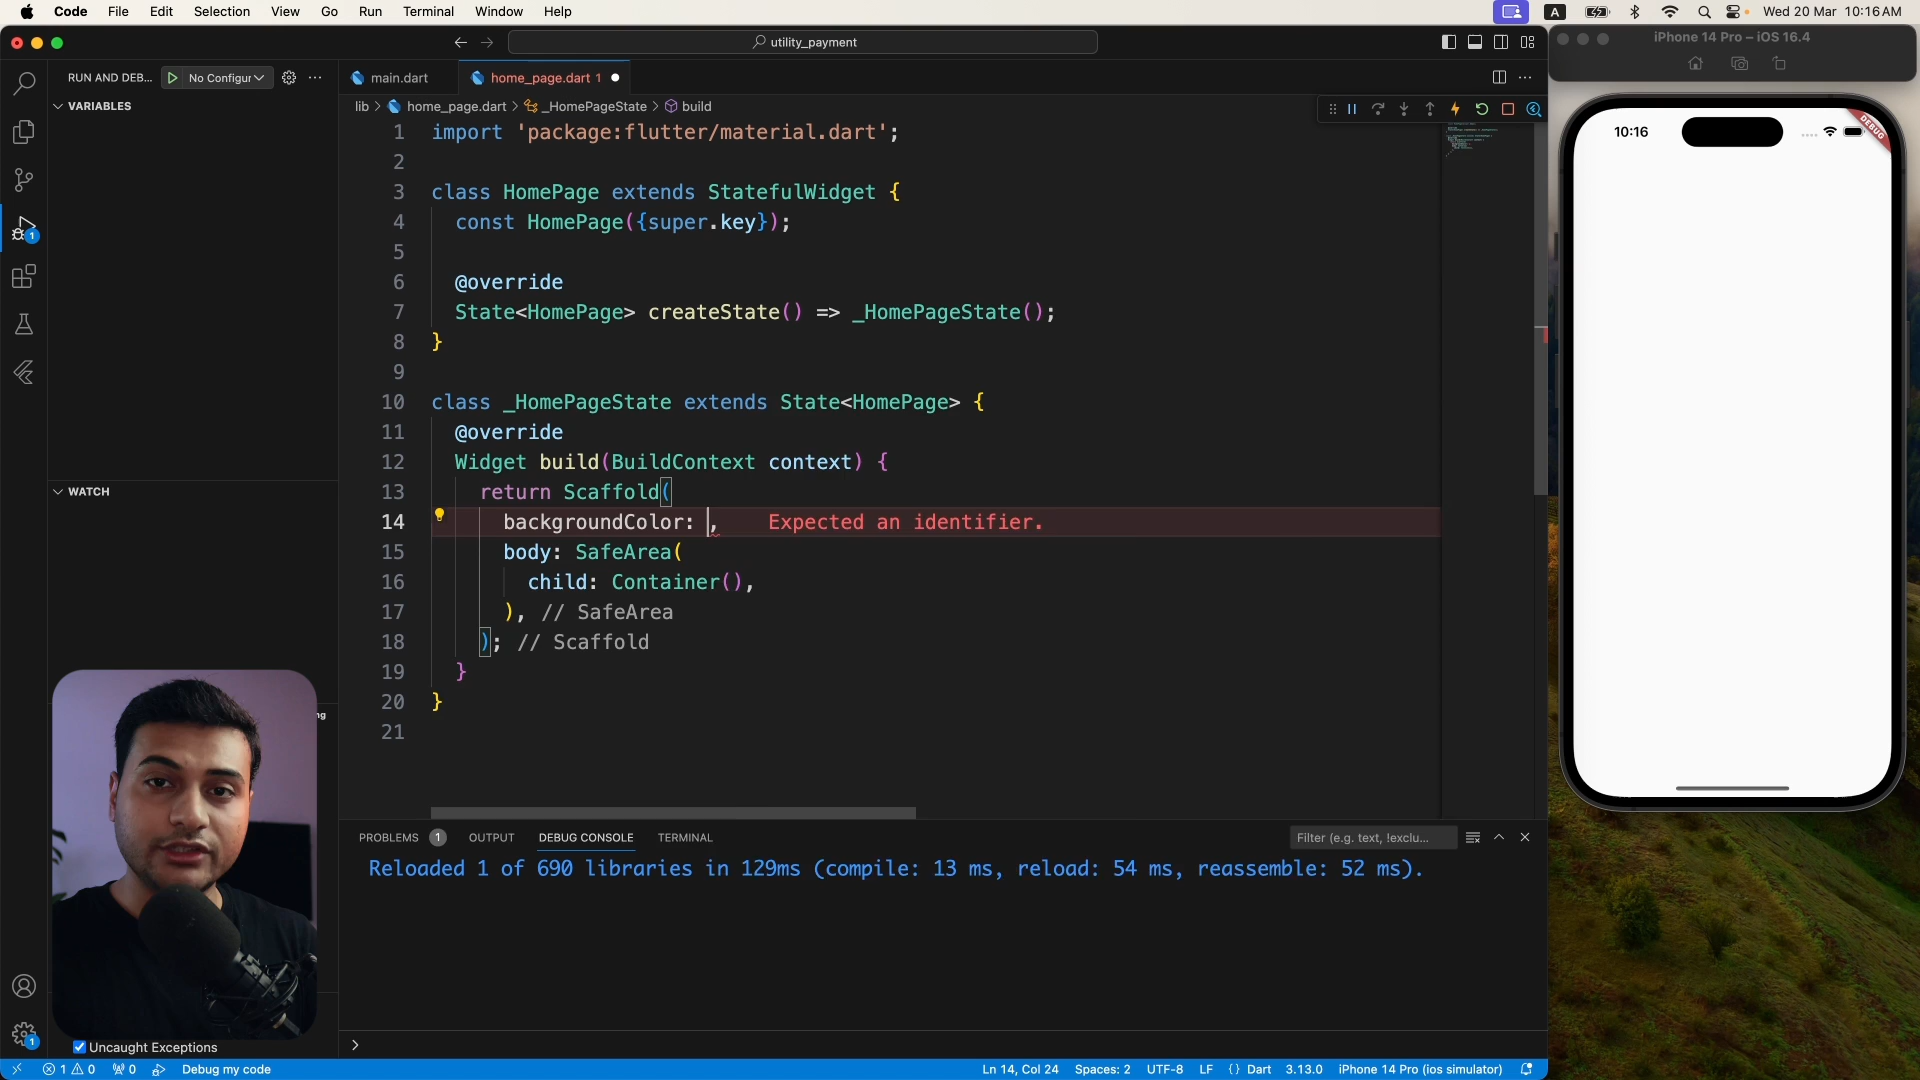 Code File Edit Selection View Go Run Terminal Window Help
A
Wed 20 Mar 10:16 AM
utility_payment
iPhone 14 Pro – iOS 16.4
RUN AND DEB...
No Configur
main.dart
home_page.dart 1
VARIABLES
lib > home_page.dart > _HomePageState > build
1 import 'package:flutter/material.dart';
2
3 class HomePage extends StatefulWidget {
4 const HomePage({super.key});
5
6 @override
7 State<HomePage> createState() => _HomePageState();
8 }
9
10 class _HomePageState extends State<HomePage> {
11 @override
12 Widget build(BuildContext context) {
13 return Scaffold(
14 backgroundColor: , Expected an identifier.
15 body: SafeArea(
16 child: Container(),
17 ), // SafeArea
18 ); // Scaffold
19 }
20 }
21
10:16
DEBUG
1
WATCH
ng
PROBLEMS 1 OUTPUT DEBUG CONSOLE TERMINAL
Filter (e.g. text, !exclu...
Reloaded 1 of 690 libraries in 129ms (compile: 13 ms, reload: 54 ms, reassemble: 52 ms).
>
1
Uncaught Exceptions
1 0 0 Debug my code
Ln 14, Col 24 Spaces: 2 UTF-8 LF {} Dart 3.13.0 iPhone 14 Pro (ios simulator)